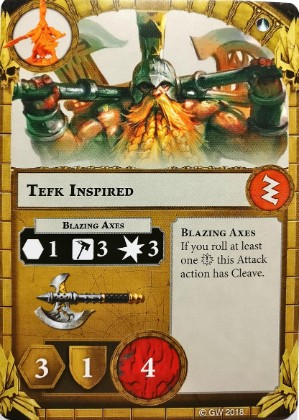 TEFK INSPIRED
BLAZING AXES
1 3 3
BLAZING AXES
If you roll at least
one this Attack
action has Cleave.
3 1 4
© GW 2018